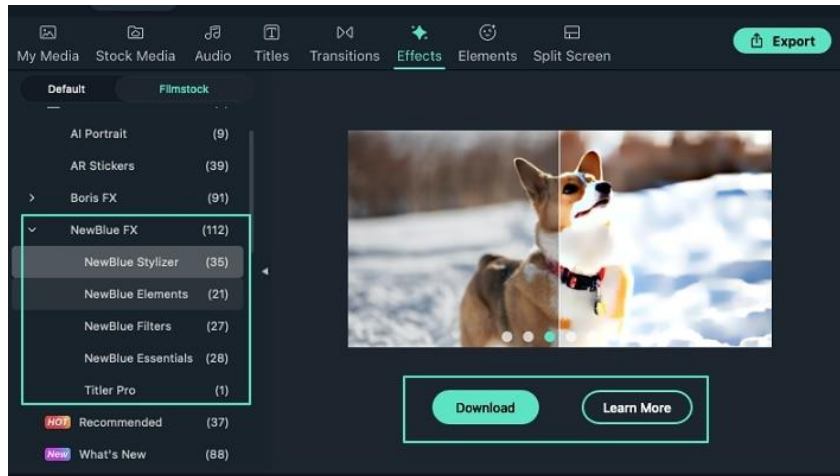 My Media Stock Media Audio Titles Transitions Effects Elements Split Screen Export
Default Filmstock
AI Portrait (9)
AR Stickers (39)
Boris FX (91)
NewBlue FX (112)
NewBlue Stylizer (35)
NewBlue Elements (21)
NewBlue Filters (27)
NewBlue Essentials (28)
Titler Pro (1)
HOT Recommended (37)
New What's New (88)
Download Learn More